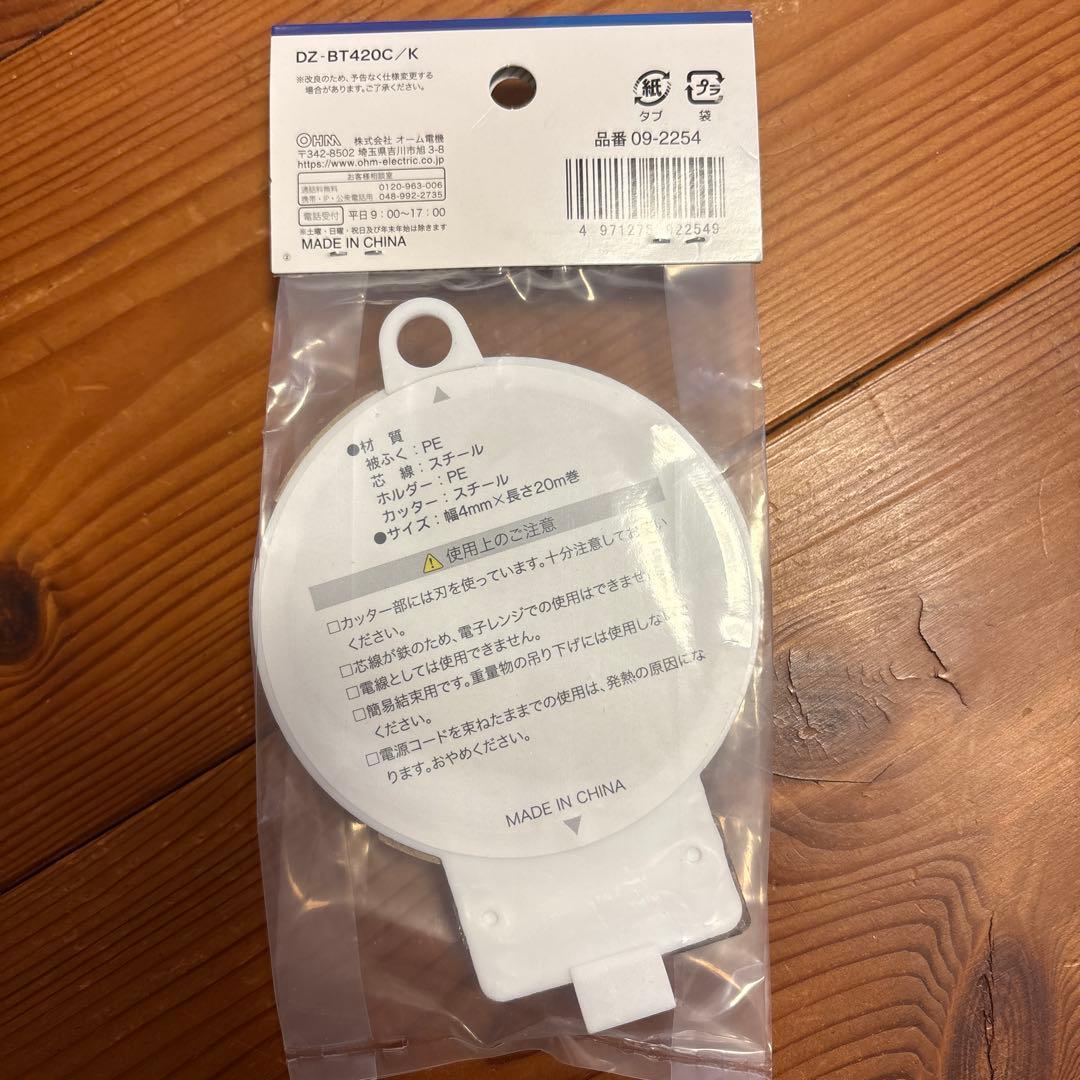 DZ-BT420C/K
※改良のため、予告なく仕様変更する
場合があります。ご了承ください。
紙
タブ
プラ
袋
OHM 株式会社 オーム電機
〒342-8502 埼玉県吉川市旭3-8
https://www.ohm-electric.co.jp
お客様相談室
通話料無料 0120-963-006
携帯・IP・公衆電話用 048-992-2735
電話受付 平日9:00〜17:00
※土曜・日曜・祝日及び年末年始は除きます
MADE IN CHINA
②
品番 09-2254
4 971275 922549
●材 質
被ふく:PE
芯 線:スチール
ホルダー:PE
カッター:スチール
●サイズ:幅4mm×長さ20m巻
使用上のご注意
□カッター部には刃を使っています。十分注意しておい
ください。
□芯線が鉄のため、電子レンジでの使用はできませ
□電線としては使用できません。
□簡易結束用です。重量物の吊り下げには使用しない
ください。
□電源コードを束ねたままでの使用は、発熱の原因にな
ります。おやめください。
MADE IN CHINA